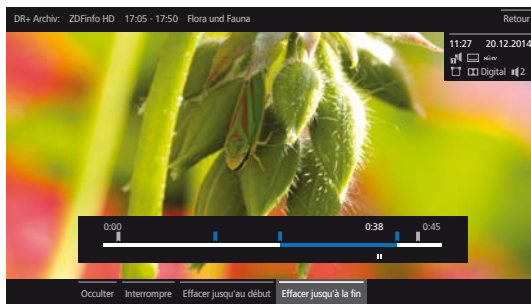 DR+ Archiv: ZDFinfo HD 17:05 - 17:50 Flora und Fauna Retour
11:27 20.12.2014
HbbTV
Digital 2
0:00 0:38 0:45
Occulter Interrompre Effacer jusqu'au début Effacer jusqu'à la fin